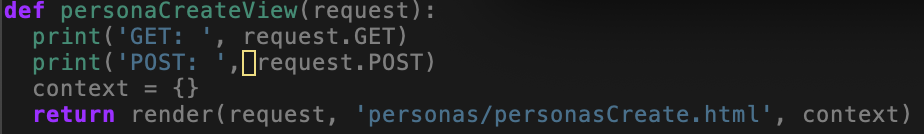 def personaCreateView(request):
  print('GET: ', request.GET)
  print('POST: ', request.POST)
  context = {}
  return render(request, 'personas/personasCreate.html', context)